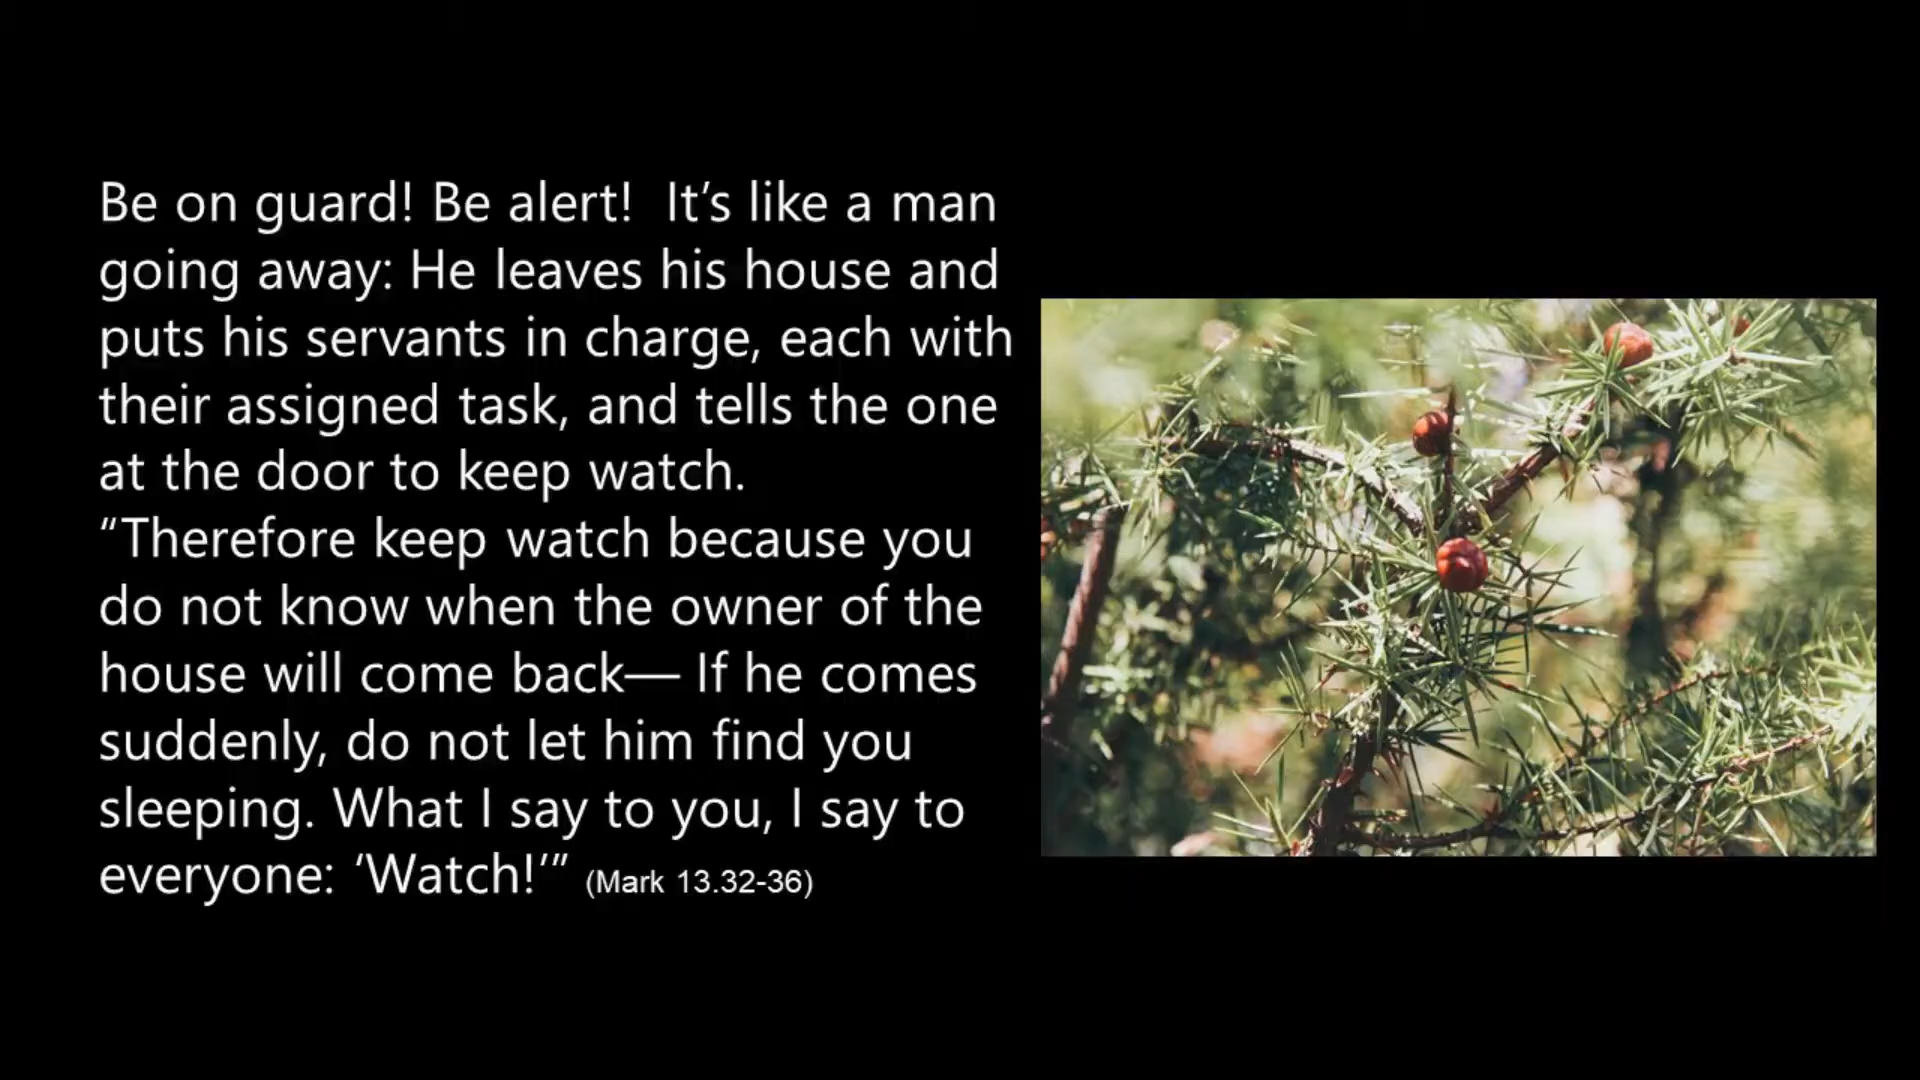 Be on guard! Be alert!  It’s like a man
going away: He leaves his house and
puts his servants in charge, each with
their assigned task, and tells the one
at the door to keep watch.
“Therefore keep watch because you
do not know when the owner of the
house will come back— If he comes
suddenly, do not let him find you
sleeping. What I say to you, I say to
everyone: ‘Watch!’” (Mark 13.32-36)